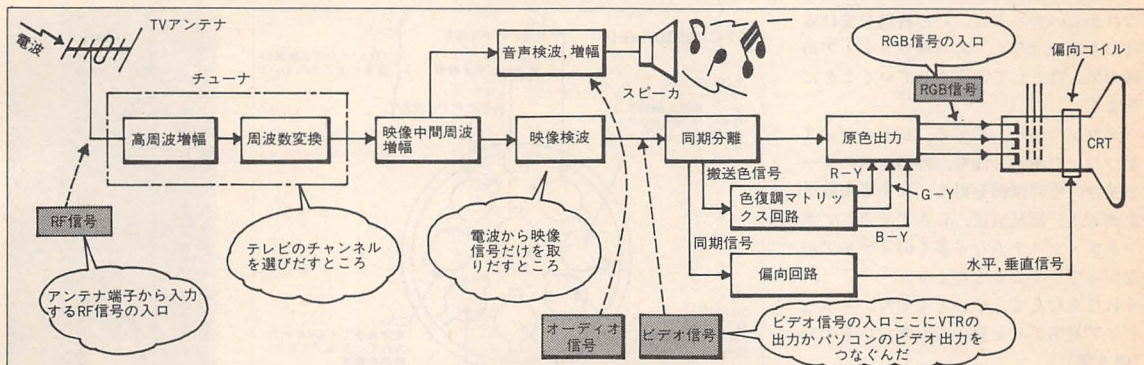 TVアンテナ
電波
チューナ
高周波増幅
周波数変換
RF信号
アンテナ端子から入力
するRF信号の入口
テレビのチャンネル
を選びだすところ
映像中間周波
増幅
音声検波,増幅
スピーカ
映像検波
電波から映像
信号だけを取
りだすところ
オーディオ
信号
ビデオ信号
ビデオ信号の入口ここにVTRの
出力かパソコンのビデオ出力を
つなぐんだ
同期分離
搬送色信号
同期信号
色復調マトリッ
クス回路
偏向回路
R-Y
G-Y
B-Y
原色出力
RGB信号の入口
RGB信号
偏向コイル
CRT
水平,垂直信号